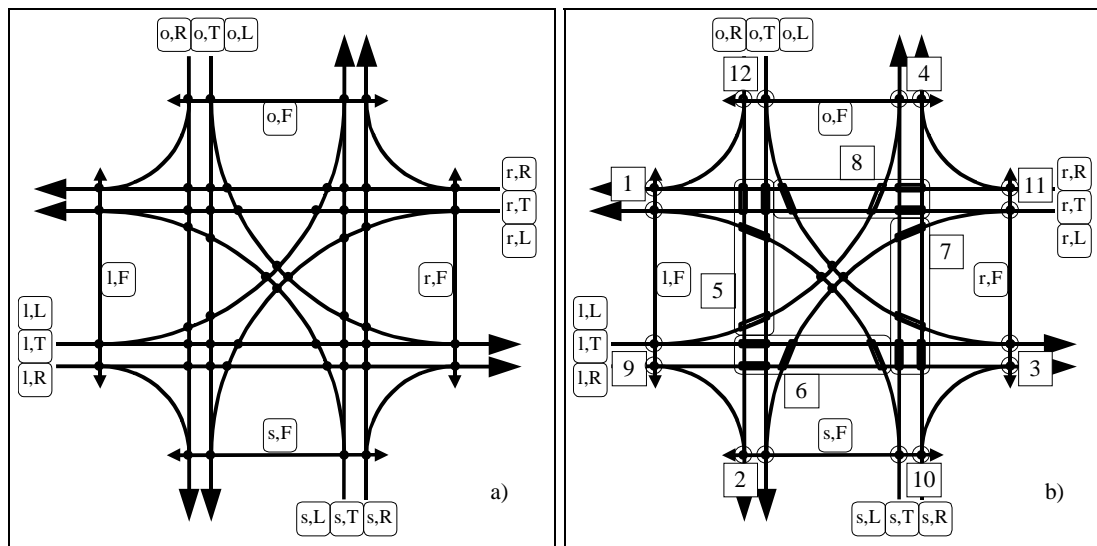 o,R o,T o,L
o,F
r,R
r,T
r,L
l,F
r,F
l,L
l,T
l,R
s,F
s,L s,T s,R
a)
o,R o,T o,L
12
4
o,F
8
1
11
r,R
r,T
r,L
7
l,F
5
r,F
l,L
l,T
l,R
9
3
6
s,F
2
10
s,L s,T s,R
b)